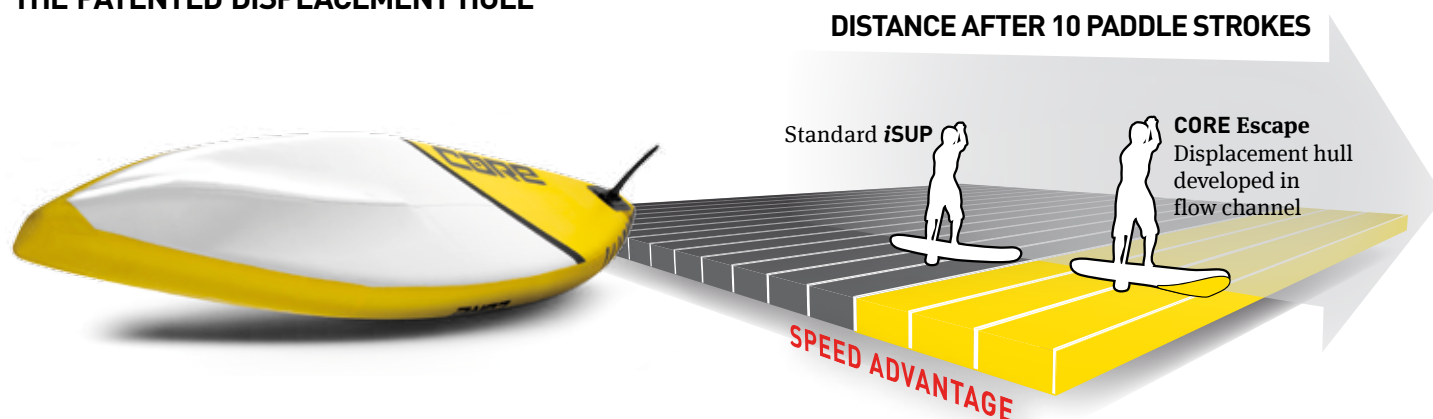 THE PATENTED DISPLACEMENT HULL
DISTANCE AFTER 10 PADDLE STROKES
Standard iSUP
CORE Escape
Displacement hull
developed in
flow channel
CORE
SPEED ADVANTAGE